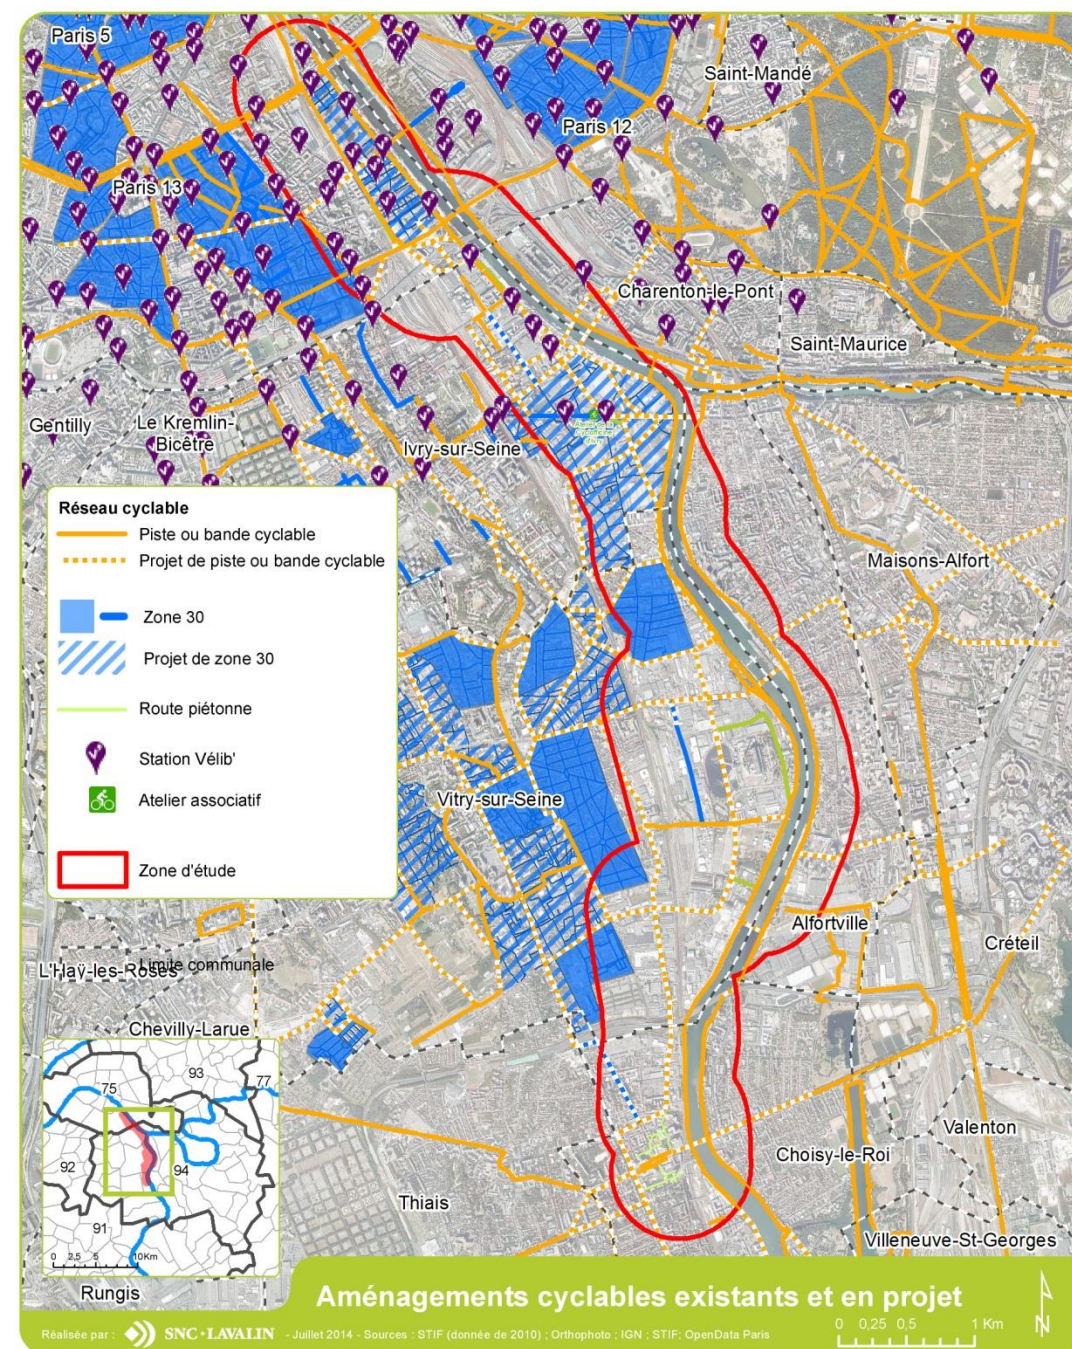 Paris 5
Saint-Mandé
Paris 12
Paris 13
Charenton-le-Pont
Saint-Maurice
Gentilly
Le Kremlin-
Bicêtre
Ivry-sur-Seine
Maisons-Alfort
Réseau cyclable
Piste ou bande cyclable
Projet de piste ou bande cyclable
Zone 30
Projet de zone 30
Route piétonne
Station Vélib'
Atelier associatif
Zone d'étude
Vitry-sur-Seine
Alfortville
Créteil
L'Haÿ-les-Roses
Limite communale
Chevilly-Larue
93
77
75
92
94
91
0 2,5 5 10Km
Valenton
Choisy-le-Roi
Thiais
Villeneuve-St-Georges
Rungis
Aménagements cyclables existants et en projet
Réalisée par : SNC•LAVALIN - Juillet 2014 - Sources : STIF (donnée de 2010) ; Orthophoto ; IGN ; STIF; OpenData Paris
0 0,25 0,5 1 Km
N